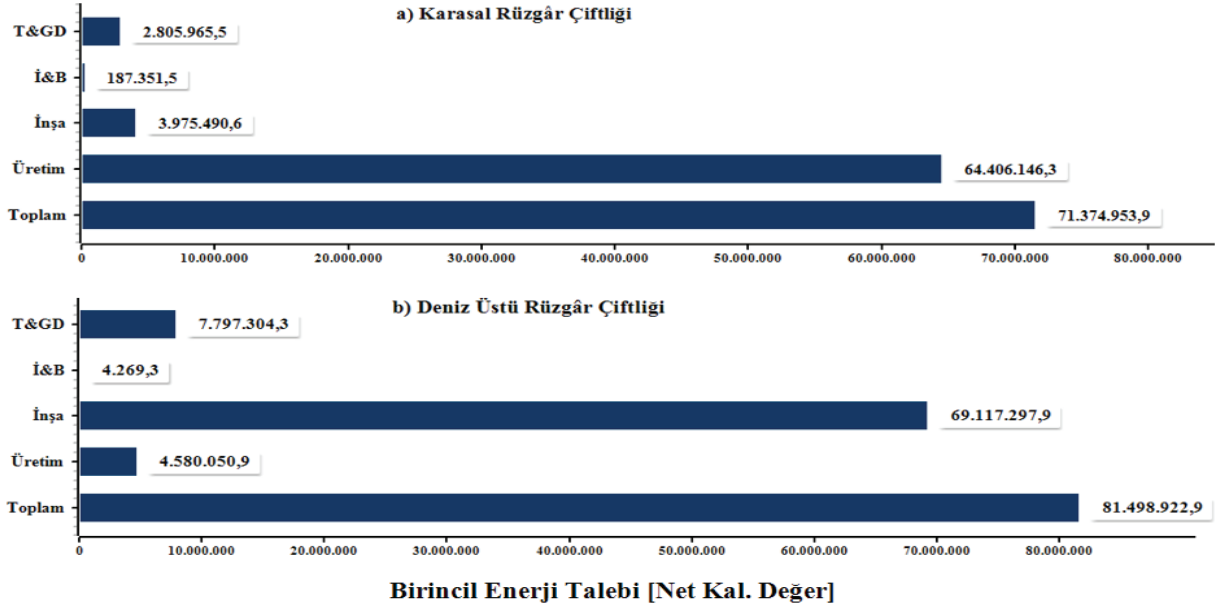 a) Karasal Rüzgâr Çiftliği
T&GD 2.805.965,5
İ&B 187.351,5
İnşa 3.975.490,6
Üretim 64.406.146,3
Toplam 71.374.953,9
0 10.000.000 20.000.000 30.000.000 40.000.000 50.000.000 60.000.000 70.000.000 80.000.000
b) Deniz Üstü Rüzgâr Çiftliği
T&GD 7.797.304,3
İ&B 4.269,3
İnşa 69.117.297,9
Üretim 4.580.050,9
Toplam 81.498.922,9
0 10.000.000 20.000.000 30.000.000 40.000.000 50.000.000 60.000.000 70.000.000 80.000.000
Birincil Enerji Talebi [Net Kal. Değer]